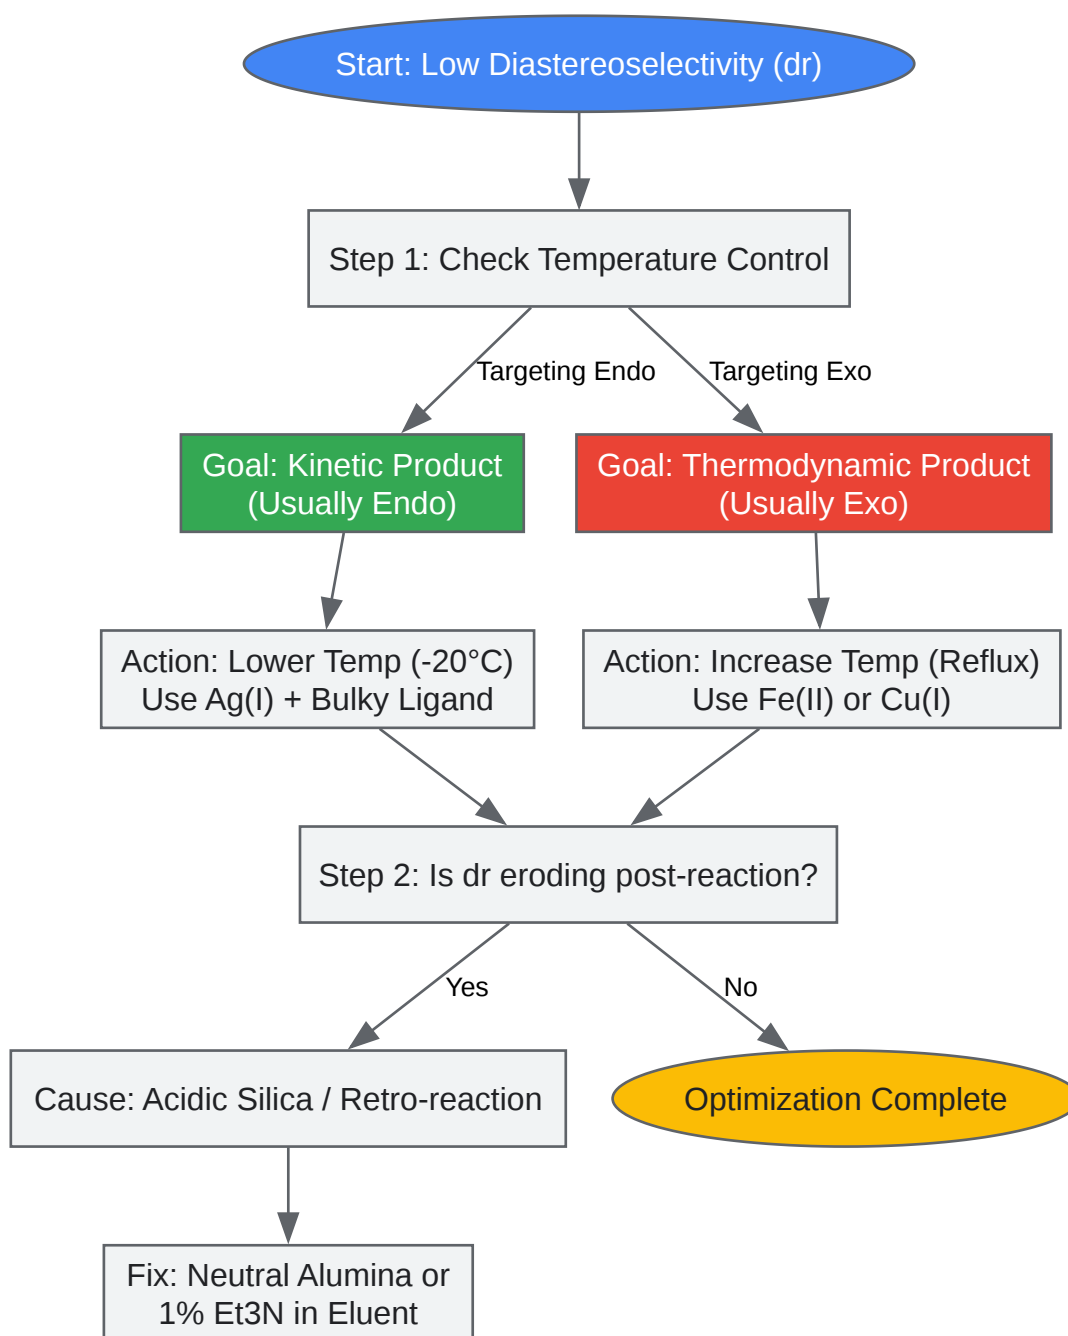 Start: Low Diastereoselectivity (dr)
Step 1: Check Temperature Control
Targeting Endo
Targeting Exo
Goal: Kinetic Product
(Usually Endo)
Goal: Thermodynamic Product
(Usually Exo)
Action: Lower Temp (-20°C)
Use Ag(I) + Bulky Ligand
Action: Increase Temp (Reflux)
Use Fe(II) or Cu(I)
Step 2: Is dr eroding post-reaction?
Yes
No
Cause: Acidic Silica / Retro-reaction
Optimization Complete
Fix: Neutral Alumina or
1% Et3N in Eluent